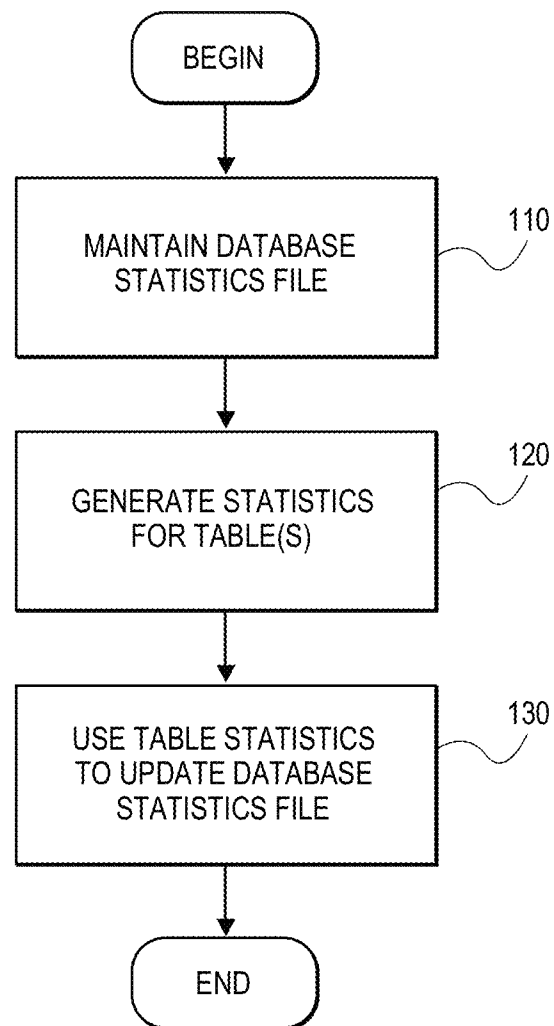 BEGIN
MAINTAIN DATABASE
STATISTICS FILE
110
GENERATE STATISTICS
FOR TABLE(S)
120
USE TABLE STATISTICS
TO UPDATE DATABASE
STATISTICS FILE
130
END